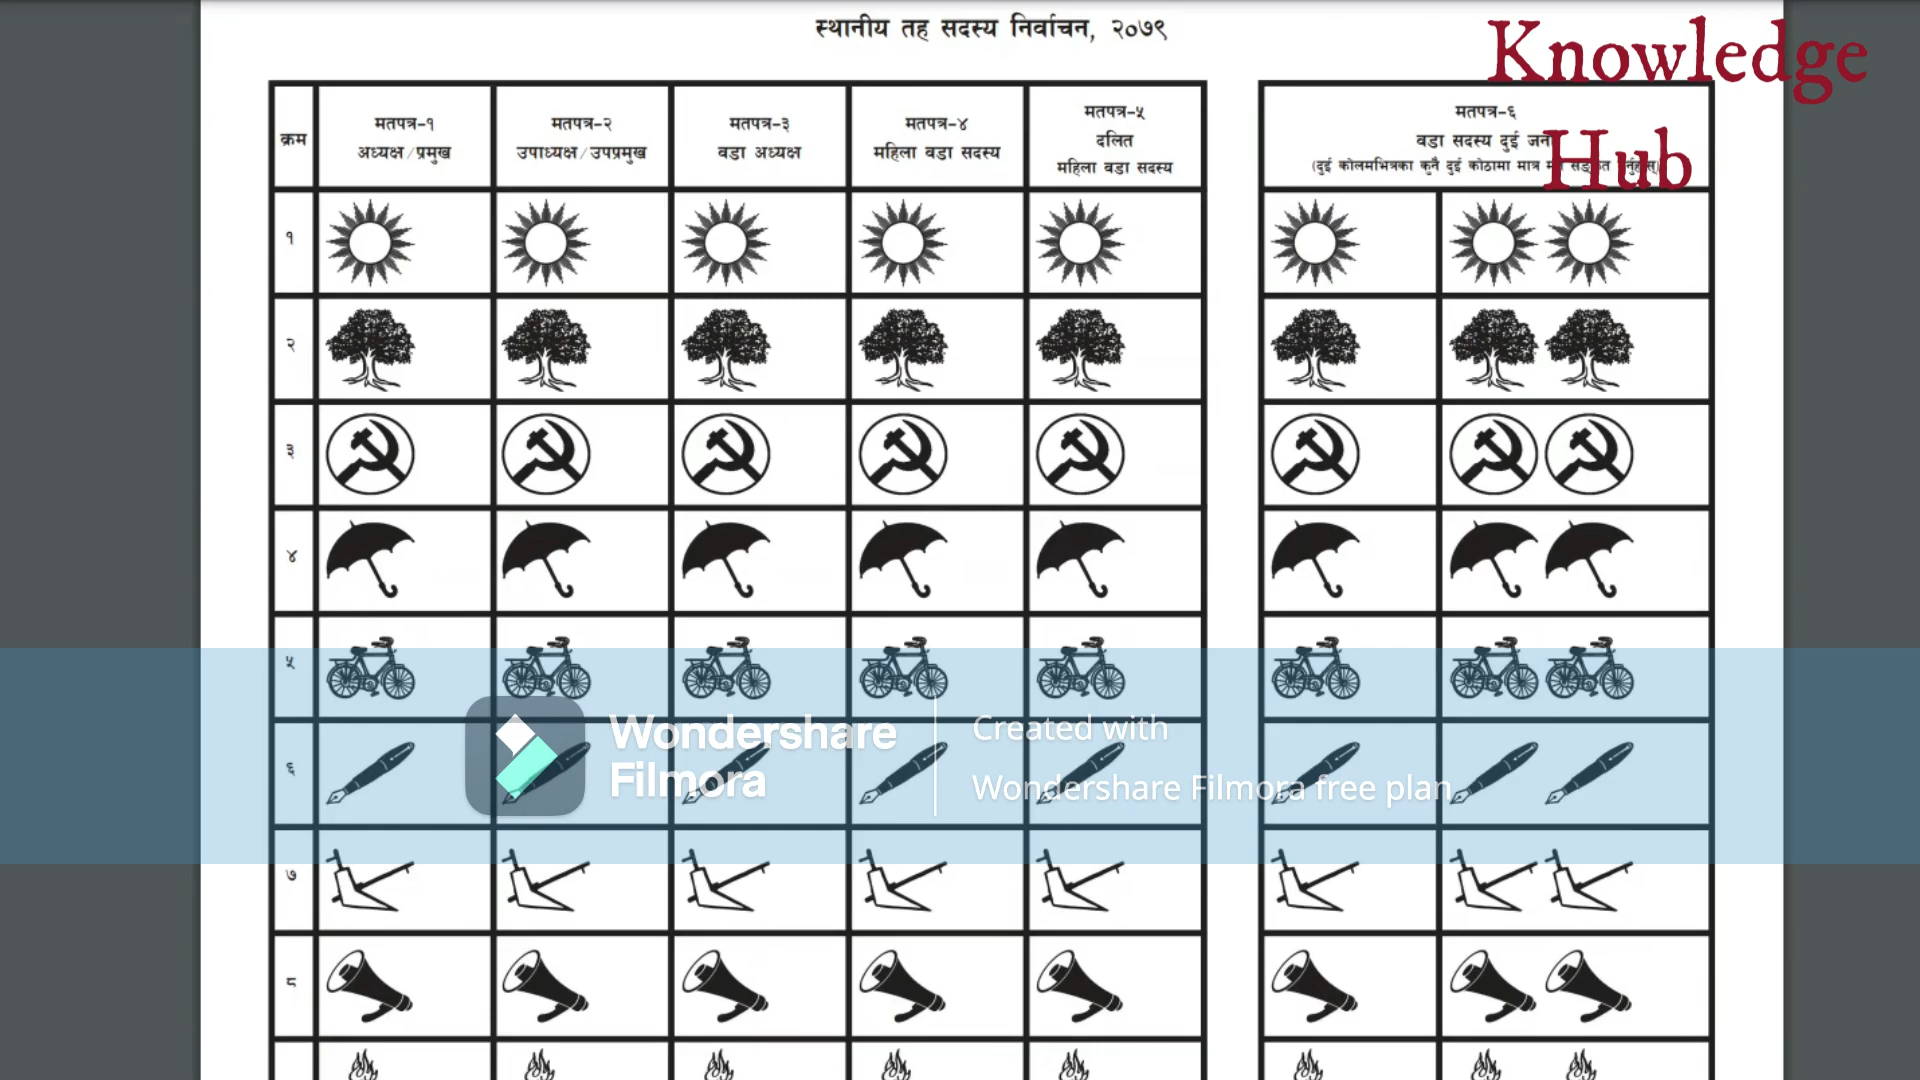 स्थानीय तह सदस्य निर्वाचन, २०७९
Knowledge
Hub
क्रम
मतपत्र-१
अध्यक्ष/प्रमुख
मतपत्र-२
उपाध्यक्ष/उपप्रमुख
मतपत्र-३
वडा अध्यक्ष
मतपत्र-४
महिला वडा सदस्य
मतपत्र-५
दलित
महिला वडा सदस्य
मतपत्र-६
वडा सदस्य दुई जना
(दुई कोलमभित्रका कुनै दुई कोठामा मात्र
१
२
३
४
५
६
७
८
Wondershare
Filmora
Created with
Wondershare Filmora free plan